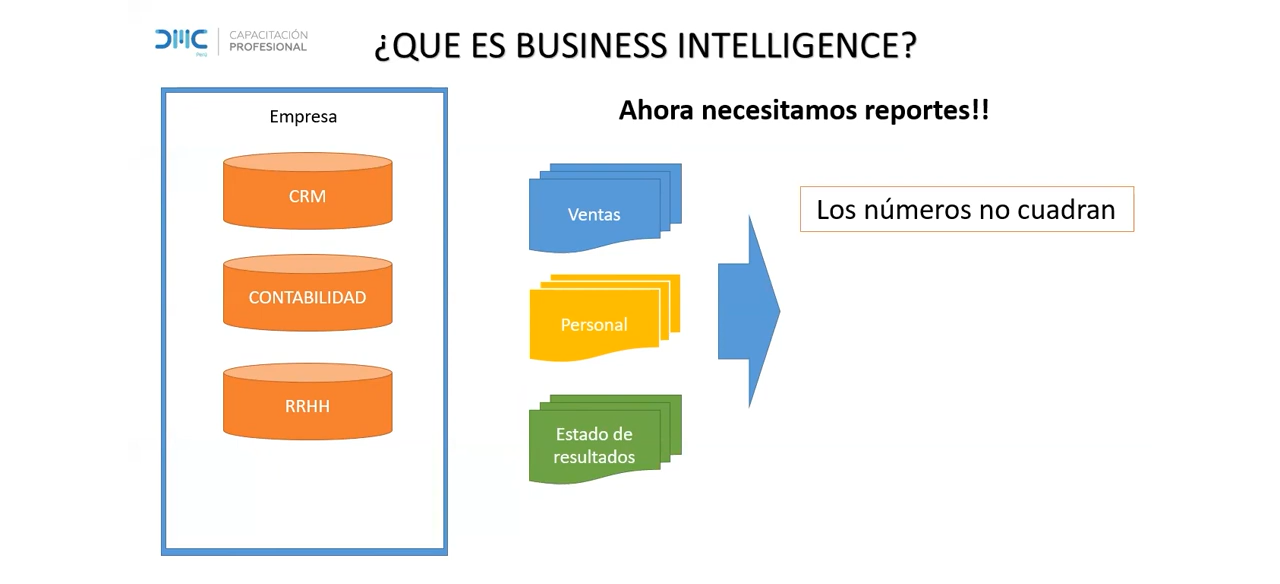 DMC
CAPACITACIÓN
PROFESIONAL
¿QUE ES BUSINESS INTELLIGENCE?
Empresa
CRM
CONTABILIDAD
RRHH
Ahora necesitamos reportes!!
Ventas
Personal
Estado de
resultados
Los números no cuadran